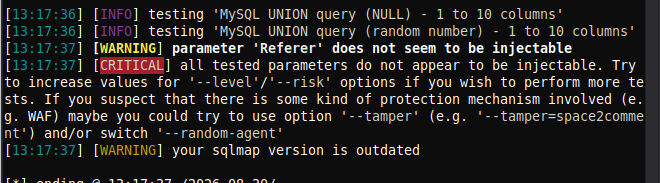 [13:17:36] [INFO] testing 'MySQL UNION query (NULL) - 1 to 10 columns'
[13:17:36] [INFO] testing 'MySQL UNION query (random number) - 1 to 10 columns'
[13:17:37] [WARNING] parameter 'Referer' does not seem to be injectable
[13:17:37] [CRITICAL] all tested parameters do not appear to be injectable. Try
to increase values for '--level'/'--risk' options if you wish to perform more te
sts. If you suspect that there is some kind of protection mechanism involved (e.
g. WAF) maybe you could try to use option '--tamper' (e.g. '--tamper=space2comme
nt') and/or switch '--random-agent'
[13:17:37] [WARNING] your sqlmap version is outdated
[*] ending @ 13:17:37 /2026-08-30/